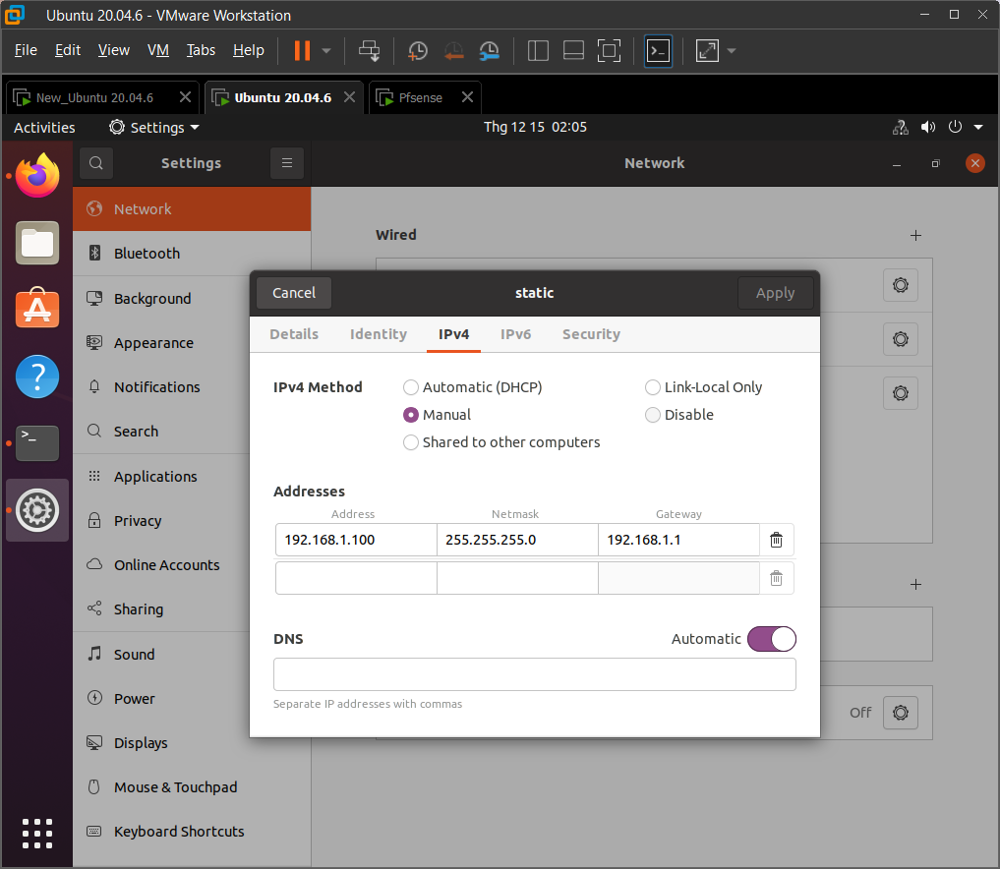 Ubuntu 20.04.6 - VMware Workstation
File Edit View VM Tabs Help
New_Ubuntu 20.04.6 Ubuntu 20.04.6 Pfsense
Activities Settings Thg 12 15 02:05
Settings Network
Network
Bluetooth
Background
Appearance
Notifications
Search
Applications
Privacy
Online Accounts
Sharing
Sound
Power
Displays
Mouse & Touchpad
Keyboard Shortcuts
Wired
Cancel static Apply
Details Identity IPv4 IPv6 Security
IPv4 Method Automatic (DHCP) Link-Local Only
Manual Disable
Shared to other computers
Addresses
Address Netmask Gateway
192.168.1.100 255.255.255.0 192.168.1.1
DNS Automatic
Separate IP addresses with commas
Off